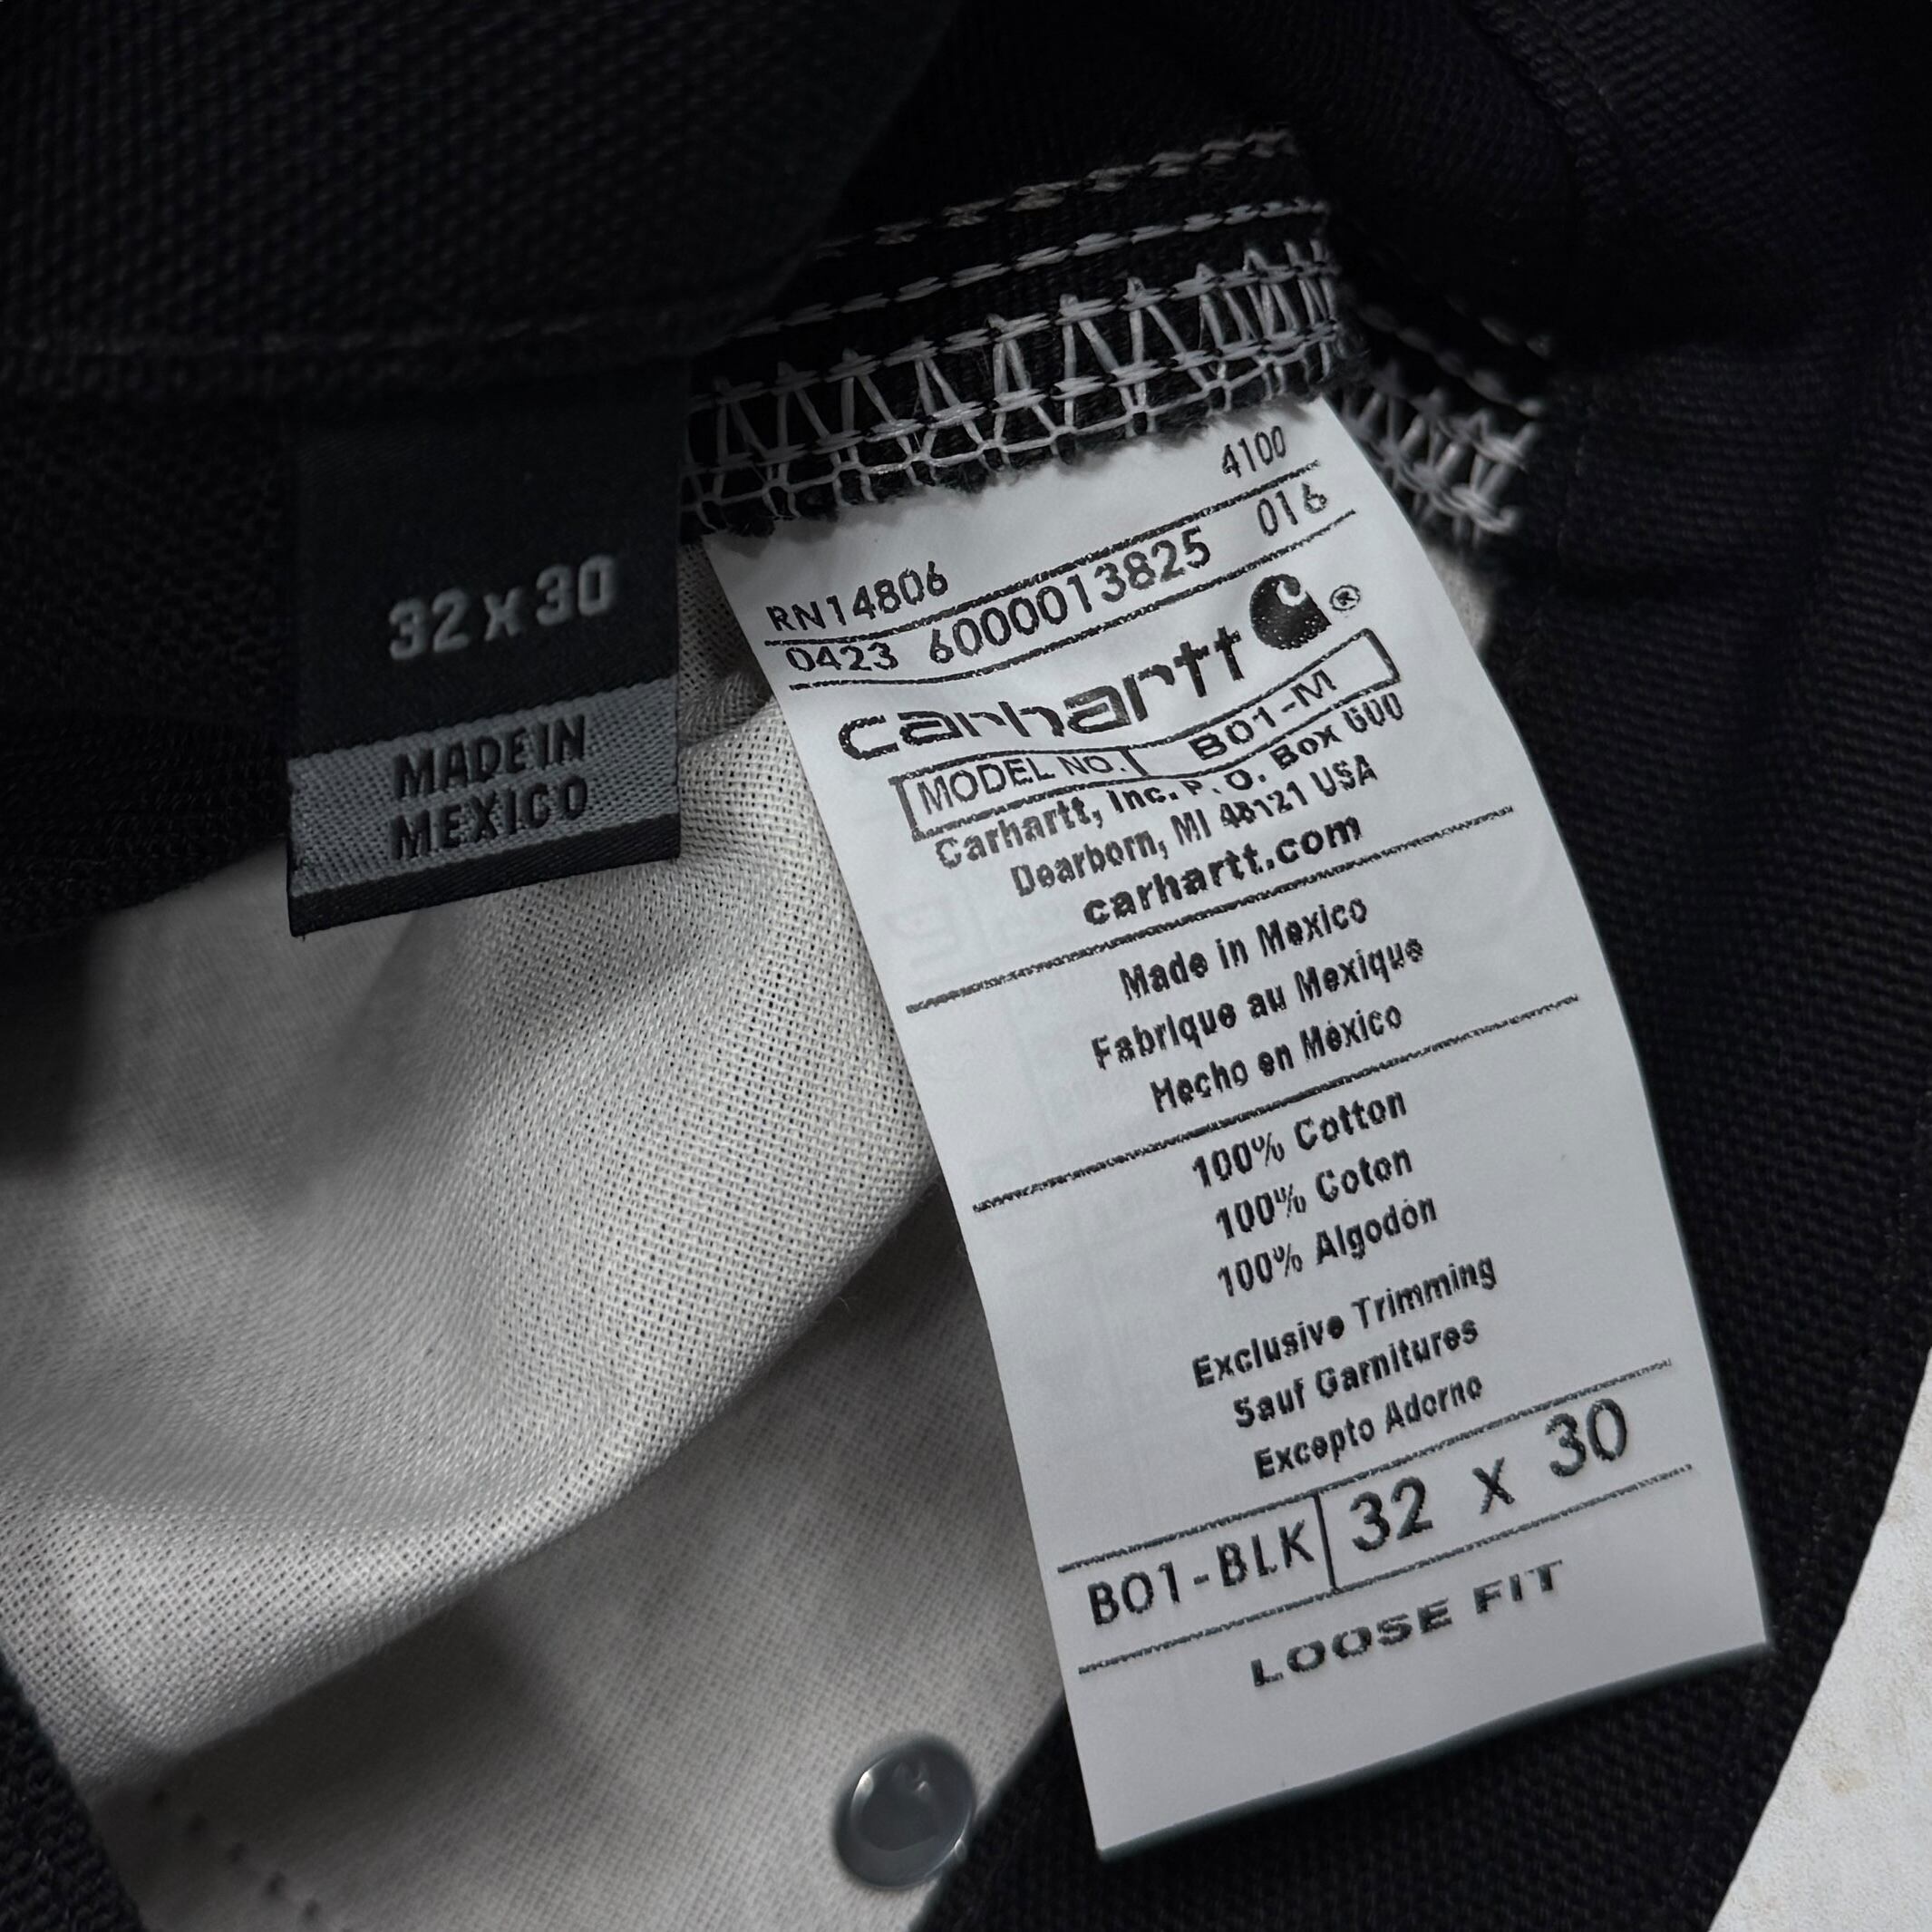 32 x 30
MADE IN
MEXICO
4100
RN14806
0423 6000013825 016
carhartt ®
MODEL NO. B01-M
Carhartt, Inc. P. O. Box 600
Dearborn, MI 48121 USA
carhartt.com
Made in Mexico
Fabrique au Mexique
Hecho en México
100% Cotton
100% Coton
100% Algodón
Exclusive Trimming
Sauf Garnitures
Excepto Adorno
B01-BLK 32 X 30
LOOSE FIT